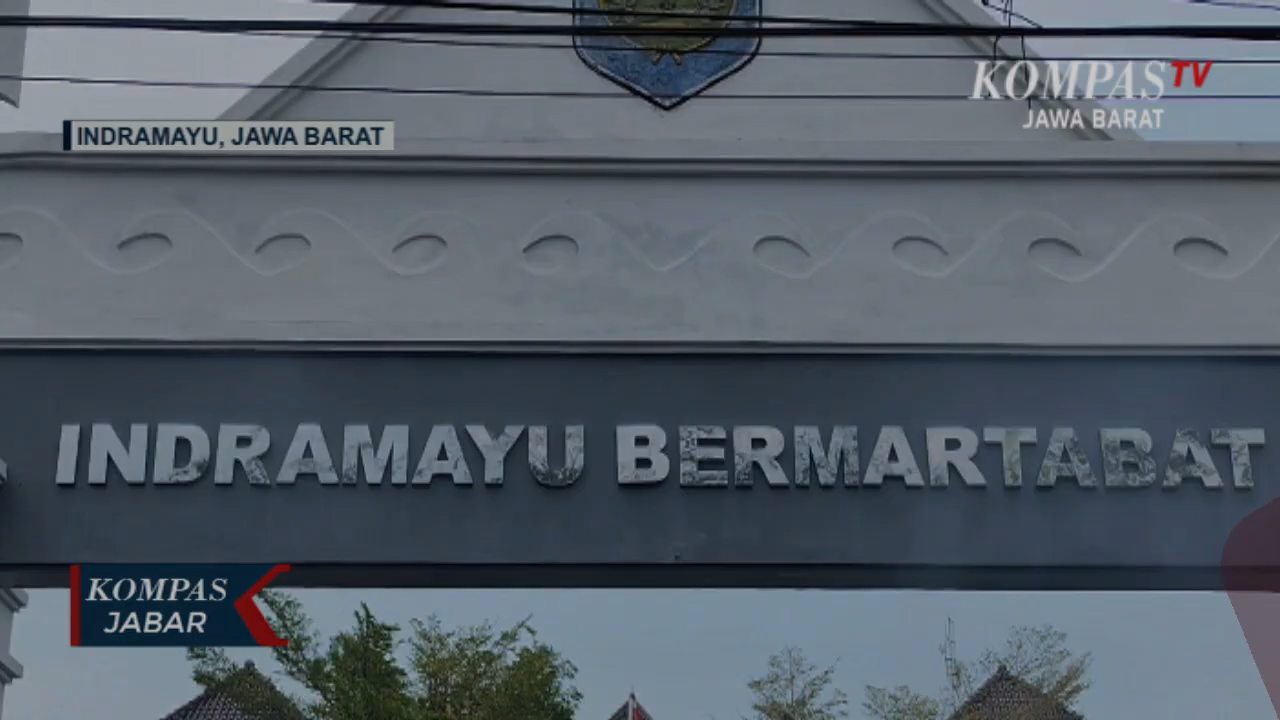 KOMPAS TV
JAWA BARAT
INDRAMAYU, JAWA BARAT
INDRAMAYU BERMARTABAT
KOMPAS
JABAR